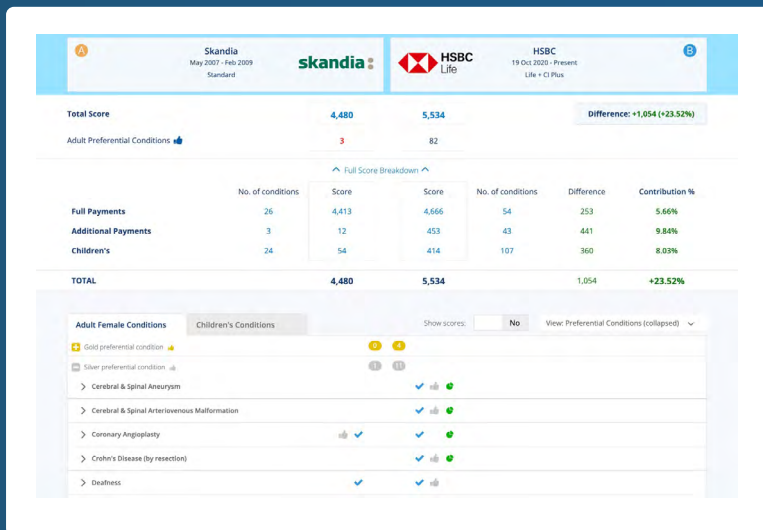 A
Skandia
May 2007 - Feb 2009
Standard
skandia:
HSBC
Life
HSBC
19 Oct 2020 - Present
Life + CI Plus
B
Total Score 4,480 5,534 Difference: +1,054 (+23.52%)
Adult Preferential Conditions 3 82
Full Score Breakdown
No. of conditions Score Score No. of conditions Difference Contribution %
Full Payments 26 4,413 4,666 54 253 5.66%
Additional Payments 3 12 453 43 441 9.84%
Children's 24 54 414 107 360 8.03%
TOTAL 4,480 5,534 1,054 +23.52%
Adult Female Conditions Children's Conditions Show scores: No View: Preferential Conditions (collapsed)
Gold preferential condition 0 4
Silver preferential condition 1 11
Cerebral & Spinal Aneurysm
Cerebral & Spinal Arteriovenous Malformation
Coronary Angioplasty
Crohn's Disease (by resection)
Deafness